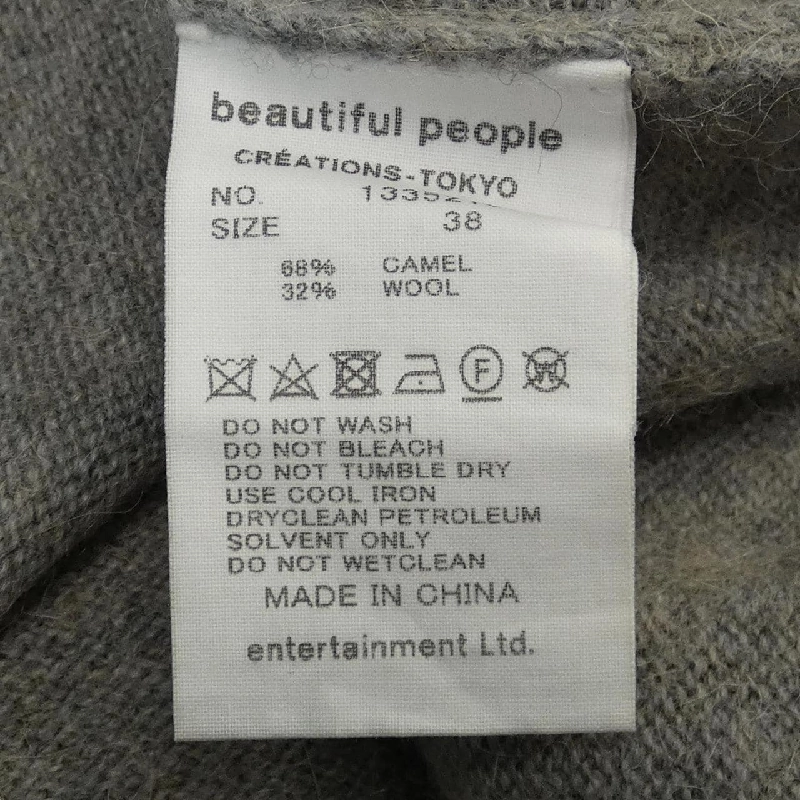 beautiful people
CRÉATIONS-TOKYO
NO.
SIZE 38
68% CAMEL
32% WOOL
F
W
DO NOT WASH
DO NOT BLEACH
DO NOT TUMBLE DRY
USE COOL IRON
DRYCLEAN PETROLEUM
SOLVENT ONLY
DO NOT WETCLEAN
MADE IN CHINA
entertainment Ltd.